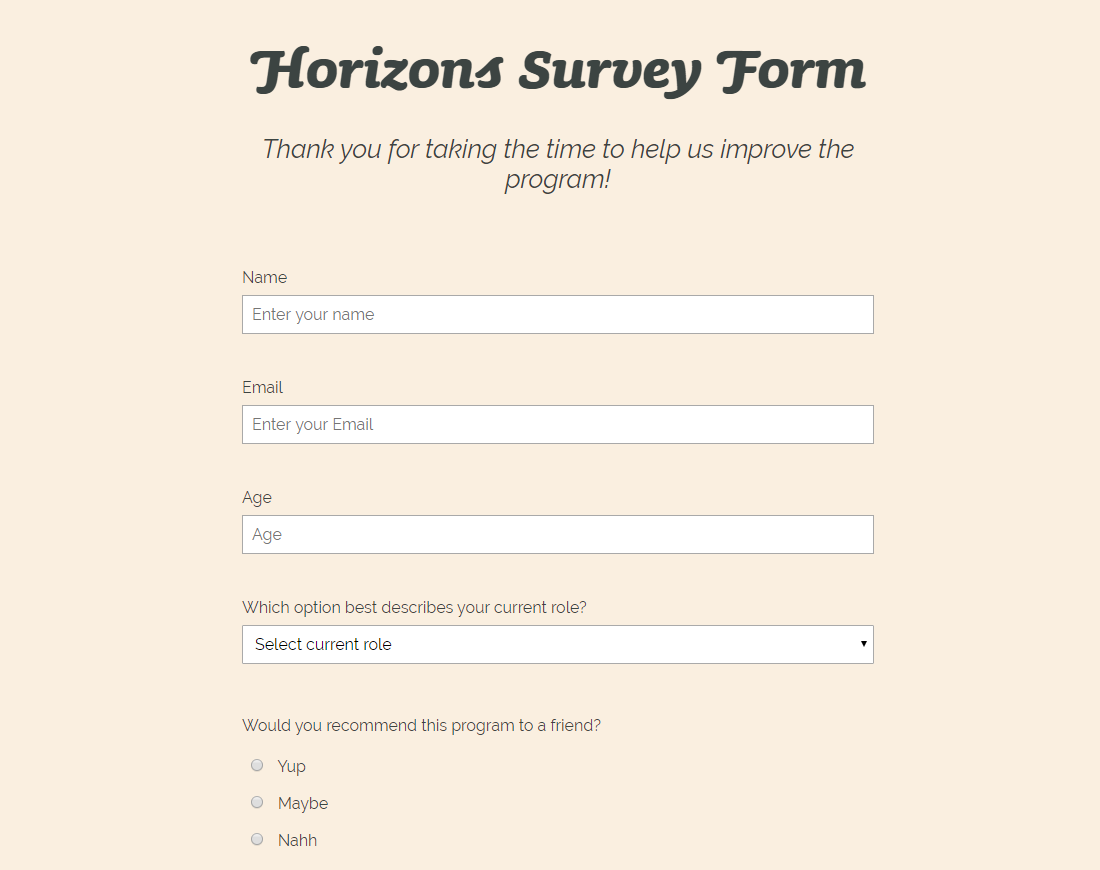 Horizons Survey Form
Thank you for taking the time to help us improve the
program!
Name
Enter your name
Email
Enter your Email
Age
Age
Which option best describes your current role?
Select current role
Would you recommend this program to a friend?
Yup
Maybe
Nahh